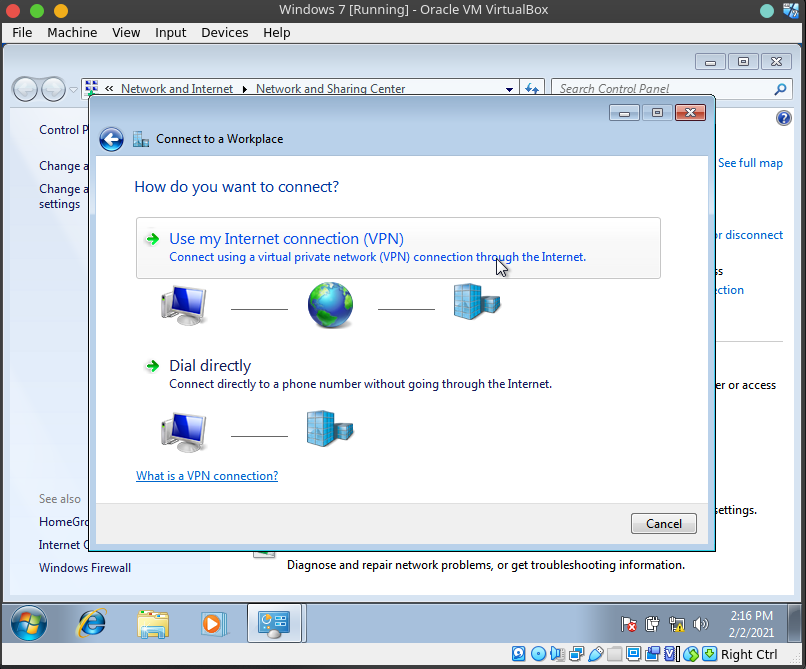 Windows 7 [Running] - Oracle VM VirtualBox
File Machine View Input Devices Help
« Network and Internet Network and Sharing Center
Search Control Panel
Control P
Connect to a Workplace
Change a
See full map
Change a
settings
How do you want to connect?
Use my Internet connection (VPN)
Connect using a virtual private network (VPN) connection through the Internet.
or disconnect
ss
ction
Dial directly
Connect directly to a phone number without going through the Internet.
er or access
What is a VPN connection?
See also
HomeGro
settings.
Cancel
Internet O
Windows Firewall
Diagnose and repair network problems, or get troubleshooting information.
2:16 PM
2/2/2021
Right Ctrl